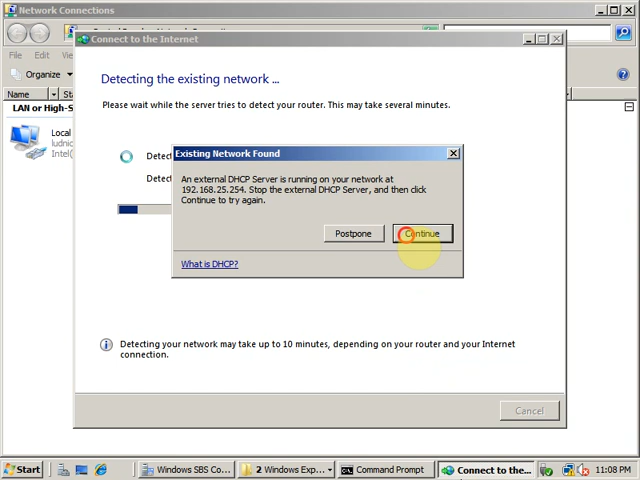 Network Connections
Connect to the Internet
File Edit
Organize
Name
LAN or High-S
Local
Intel(
Detecting the existing network ...
Please wait while the server tries to detect your router. This may take several minutes.
Detec
Detec
Existing Network Found
An external DHCP Server is running on your network at
192.168.25.254. Stop the external DHCP Server, and then click
Continue to try again.
Postpone
Continue
What is DHCP?
Detecting your network may take up to 10 minutes, depending on your router and your Internet
connection.
Cancel
Start
Windows SBS Co...
2 Windows Exp...
Command Prompt
Connect to the...
11:08 PM